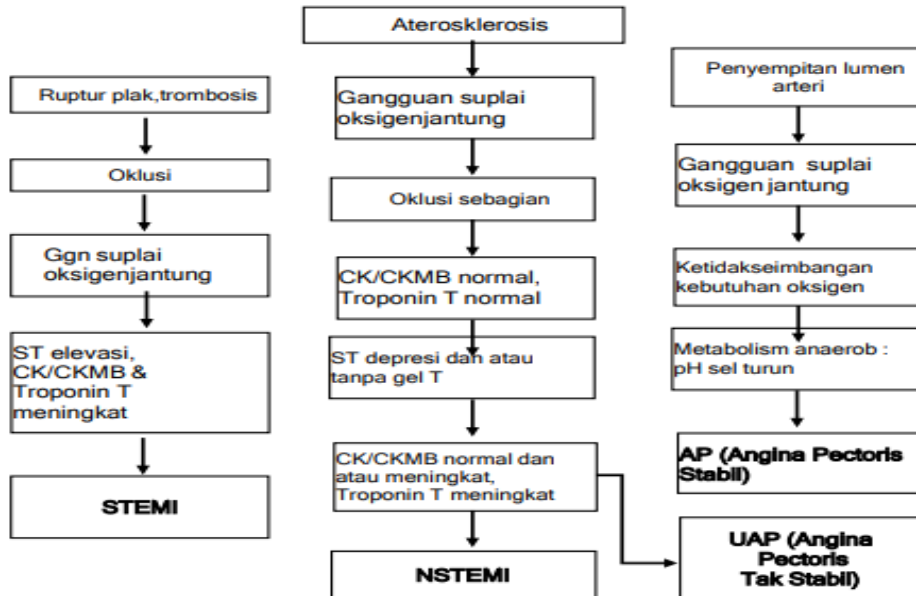 Aterosklerosis
Ruptur plak,trombosis
Oklusi
Ggn suplai
oksigenjantung
ST elevasi,
CK/CKMB &
Troponin T
meningkat
STEMI
Gangguan suplai
oksigenjantung
Oklusi sebagian
CK/CKMB normal,
Troponin T normal
ST depresi dan atau
tanpa gel T
CK/CKMB normal dan
atau meningkat,
Troponin T meningkat
NSTEMI
Penyempitan lumen
arteri
Gangguan suplai
oksigen jantung
Ketidakseimbangan
kebutuhan oksigen
Metabolism anaerob :
pH sel turun
AP (Angina Pectoris
Stabil)
UAP (Angina
Pectoris
Tak Stabil)